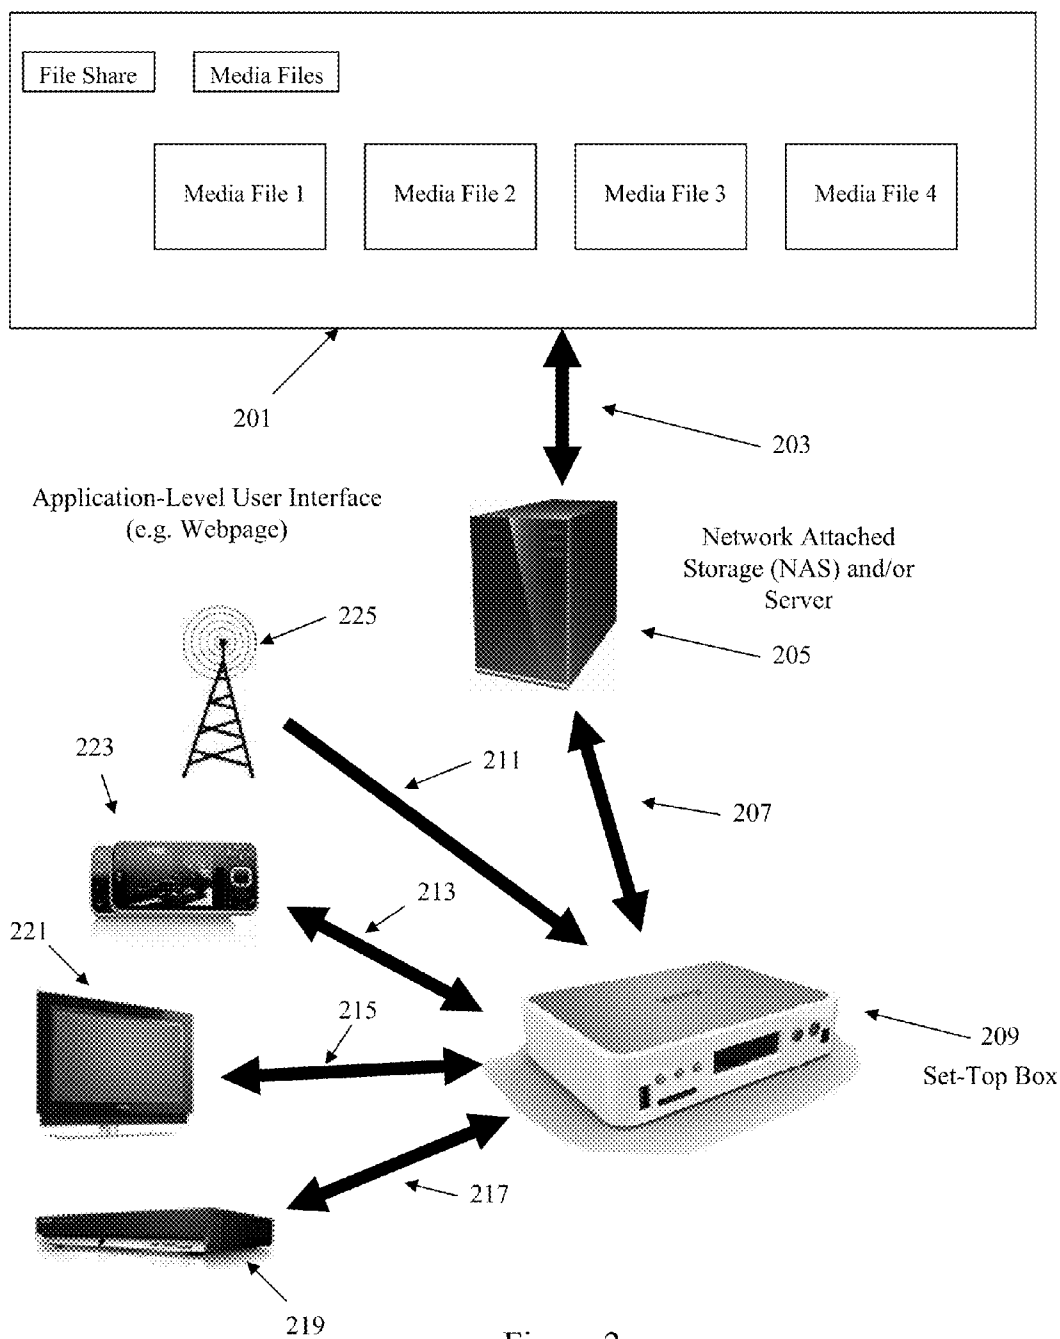 File Share
Media Files
Media File 1
Media File 2
Media File 3
Media File 4
201
203
Application-Level User Interface
(e.g. Webpage)
Network Attached
Storage (NAS) and/or
Server
225
205
223
211
207
213
221
215
209
Set-Top Box
217
219